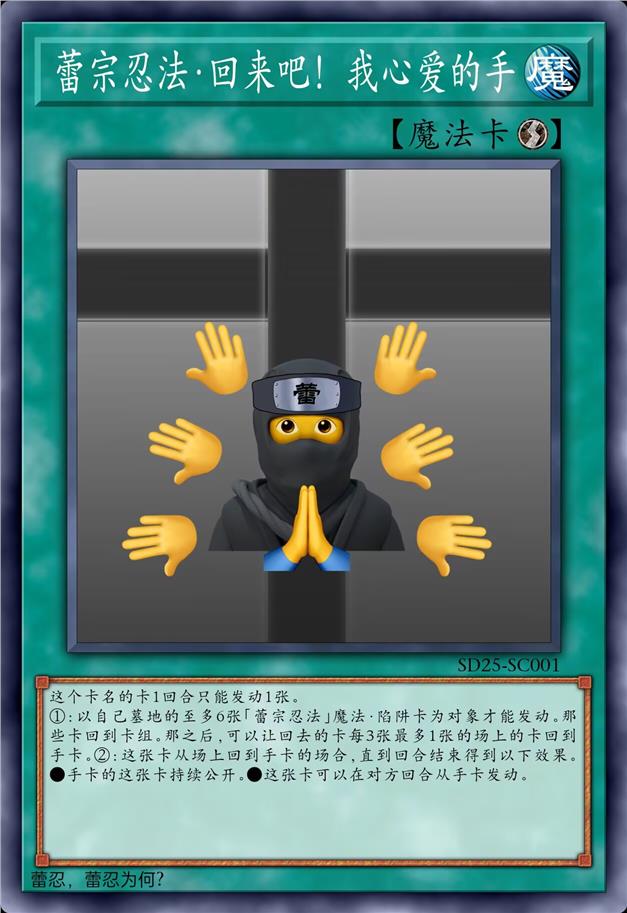 蕾宗忍法·回来吧！我心爱的手
魔
【魔法卡】
蕾
SD25-SC001
这个卡名的卡1回合只能发动1张。
①:以自己墓地的至多6张「蕾宗忍法」魔法·陷阱卡为对象才能发动。那
些卡回到卡组。那之后,可以让回去的卡每3张最多1张的场上的卡回到
手卡。②:这张卡从场上回到手卡的场合,直到回合结束得到以下效果。
●手卡的这张卡持续公开。●这张卡可以在对方回合从手卡发动。
蕾忍，蕾忍为何?